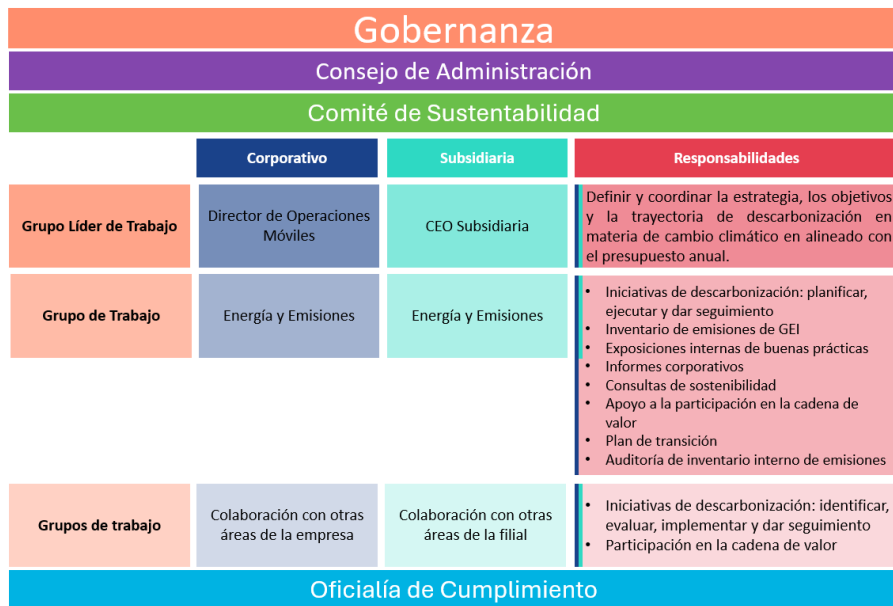 Gobernanza
Consejo de Administración
Comité de Sustentabilidad
Corporativo
Subsidiaria
Responsabilidades
Grupo Líder de Trabajo
Director de Operaciones
Móviles
CEO Subsidiaria
Definir y coordinar la estrategia, los objetivos
y la trayectoria de descarbonización en
materia de cambio climático en alineado con
el presupuesto anual.
Grupo de Trabajo
Energía y Emisiones
Energía y Emisiones
• Iniciativas de descarbonización: planificar,
ejecutar y dar seguimiento
• Inventario de emisiones de GEI
• Exposiciones internas de buenas prácticas
• Informes corporativos
• Consultas de sostenibilidad
• Apoyo a la participación en la cadena de
valor
• Plan de transición
• Auditoría de inventario interno de emisiones
Grupos de trabajo
Colaboración con otras
áreas de la empresa
Colaboración con otras
áreas de la filial
• Iniciativas de descarbonización: identificar,
evaluar, implementar y dar seguimiento
• Participación en la cadena de valor
Oficialía de Cumplimiento